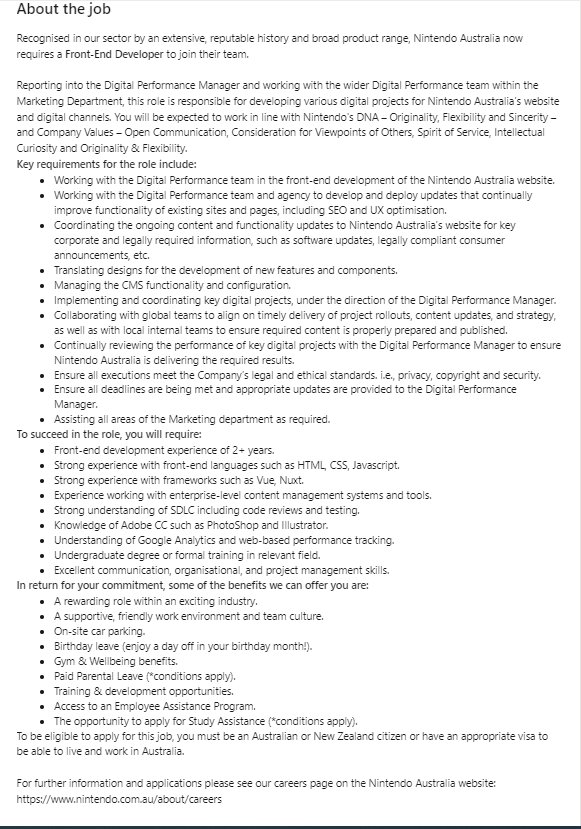 About the job
Recognised in our sector by an extensive, reputable history and broad product range, Nintendo Australia now
requires a Front-End Developer to join their team.
Reporting into the Digital Performance Manager and working with the wider Digital Performance team within the
Marketing Department, this role is responsible for developing various digital projects for Nintendo Australia's website
and digital channels. You will be expected to work in line with Nintendo's DNA – Originality, Flexibility and Sincerity –
and Company Values – Open Communication, Consideration for Viewpoints of Others, Spirit of Service, Intellectual
Curiosity and Originality & Flexibility.
Key requirements for the role include:
• Working with the Digital Performance team in the front-end development of the Nintendo Australia website.
• Working with the Digital Performance team and agency to develop and deploy updates that continually
improve functionality of existing sites and pages, including SEO and UX optimisation.
• Coordinating the ongoing content and functionality updates to Nintendo Australia's website for key
corporate and legally required information, such as software updates, legally compliant consumer
announcements, etc.
• Translating designs for the development of new features and components.
• Managing the CMS functionality and configuration.
• Implementing and coordinating key digital projects, under the direction of the Digital Performance Manager.
• Collaborating with global teams to align on timely delivery of project rollouts, content updates, and strategy,
as well as with local internal teams to ensure required content is properly prepared and published.
• Continually reviewing the performance of key digital projects with the Digital Performance Manager to ensure
Nintendo Australia is delivering the required results.
• Ensure all executions meet the Company's legal and ethical standards. i.e., privacy, copyright and security.
• Ensure all deadlines are being met and appropriate updates are provided to the Digital Performance
Manager.
• Assisting all areas of the Marketing department as required.
To succeed in the role, you will require:
• Front-end development experience of 2+ years.
• Strong experience with front-end languages such as HTML, CSS, Javascript.
• Strong experience with frameworks such as Vue, Nuxt.
• Experience working with enterprise-level content management systems and tools.
• Strong understanding of SDLC including code reviews and testing.
• Knowledge of Adobe CC such as PhotoShop and Illustrator.
• Understanding of Google Analytics and web-based performance tracking.
• Undergraduate degree or formal training in relevant field.
• Excellent communication, organisational, and project management skills.
In return for your commitment, some of the benefits we can offer you are:
• A rewarding role within an exciting industry.
• A supportive, friendly work environment and team culture.
• On-site car parking.
• Birthday leave (enjoy a day off in your birthday month!).
• Gym & Wellbeing benefits.
• Paid Parental Leave (*conditions apply).
• Training & development opportunities.
• Access to an Employee Assistance Program.
• The opportunity to apply for Study Assistance (*conditions apply).
To be eligible to apply for this job, you must be an Australian or New Zealand citizen or have an appropriate visa to
be able to live and work in Australia.
For further information and applications please see our careers page on the Nintendo Australia website:
https://www.nintendo.com.au/about/careers